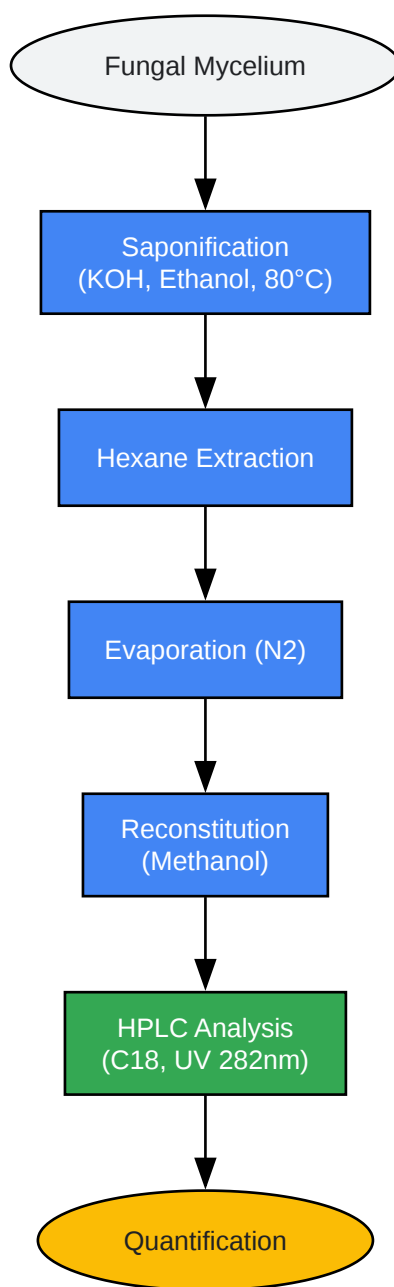 Fungal Mycelium
Saponification
(KOH, Ethanol, 80°C)
Hexane Extraction
Evaporation (N2)
Reconstitution
(Methanol)
HPLC Analysis
(C18, UV 282nm)
Quantification